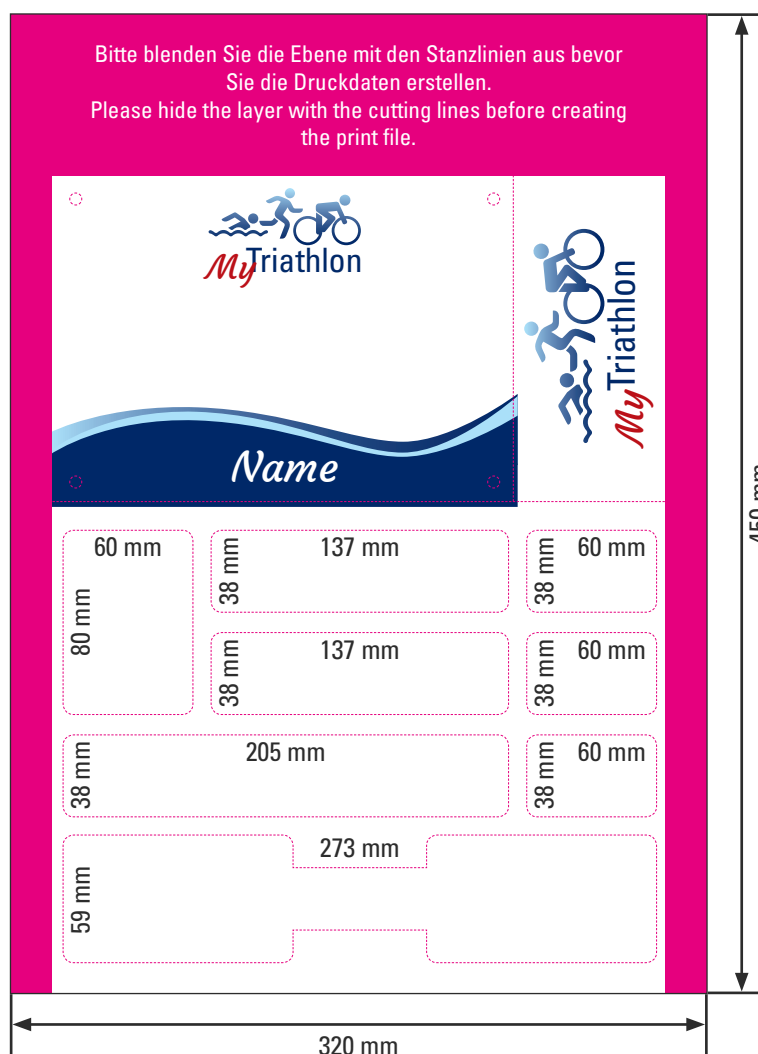 Bitte blenden Sie die Ebene mit den Stanzlinien aus bevor
Sie die Druckdaten erstellen.
Please hide the layer with the cutting lines before creating
the print file.
MyTriathlon
MyTriathlon
Name
60 mm
80 mm
137 mm
38 mm
60 mm
38 mm
137 mm
38 mm
60 mm
38 mm
205 mm
38 mm
60 mm
38 mm
273 mm
59 mm
450 mm
320 mm